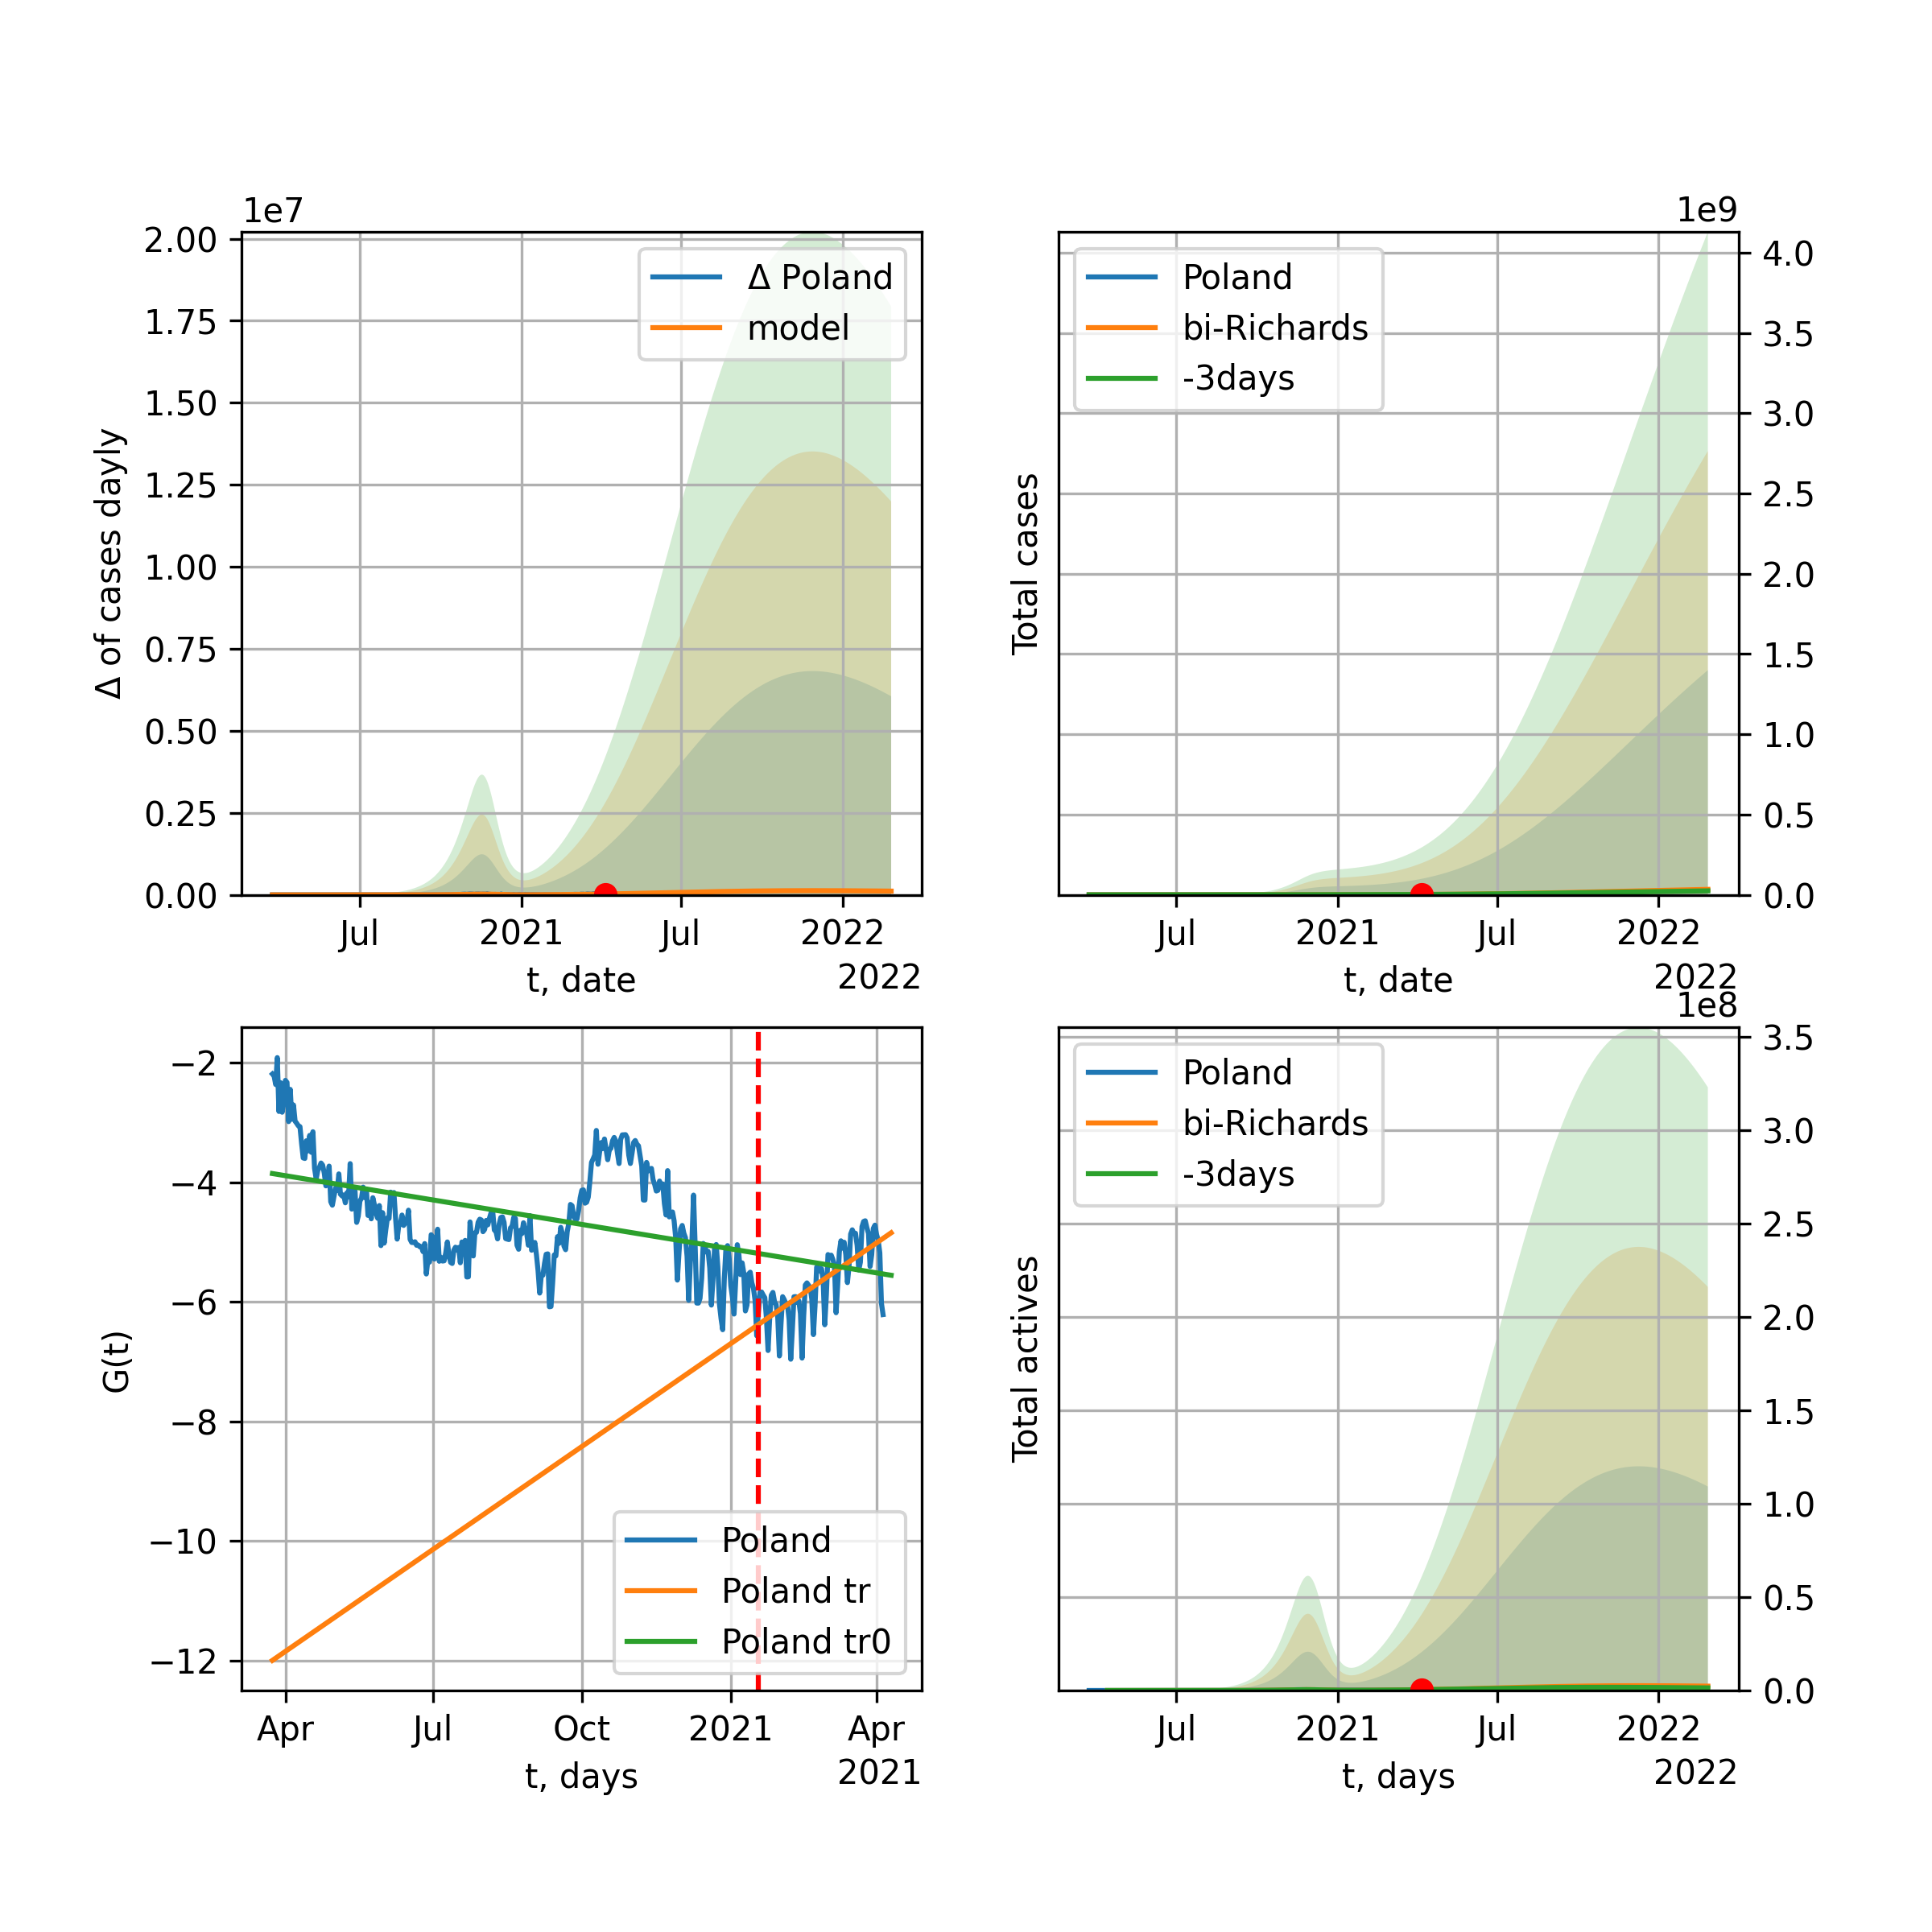 1e7
2.00
1.75
1.50
1.25
1.00
0.75
0.50
0.25
0.00
Δ of cases dayly
Δ Poland
model
Jul
2021
Jul
2022
t, date
2022
1e9
4.0
3.5
3.0
2.5
2.0
1.5
1.0
0.5
0.0
Total cases
Poland
bi-Richards
-3days
Jul
2021
Jul
2022
t, date
2022
−2
−4
−6
−8
−10
−12
G(t)
Poland
Poland tr
Poland tr0
Apr
Jul
Oct
2021
Apr
t, days
2021
1e8
3.5
3.0
2.5
2.0
1.5
1.0
0.5
0.0
Total actives
Poland
bi-Richards
-3days
Jul
2021
Jul
2022
t, days
2022